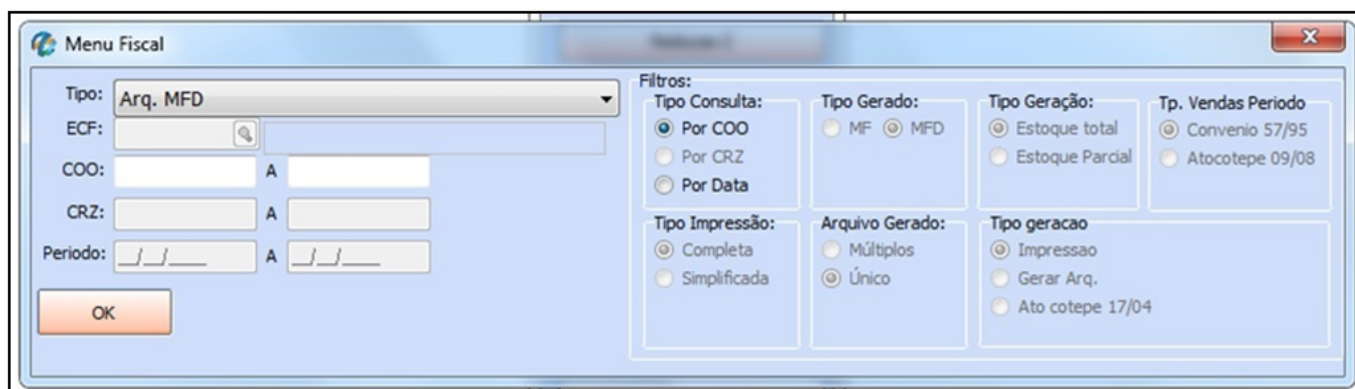 Menu Fiscal
Tipo: Arq. MFD
ECF:
COO: A
CRZ: A
Periodo: __/__/____ A __/__/____
OK
Filtros:
Tipo Consulta:
Por COO
Por CRZ
Por Data
Tipo Gerado:
MF MFD
Tipo Geração:
Estoque total
Estoque Parcial
Tp. Vendas Periodo
Convenio 57/95
Atocotepe 09/08
Tipo Impressão:
Completa
Simplificada
Arquivo Gerado:
Múltiplos
Único
Tipo geracao
Impressao
Gerar Arq.
Ato cotepe 17/04